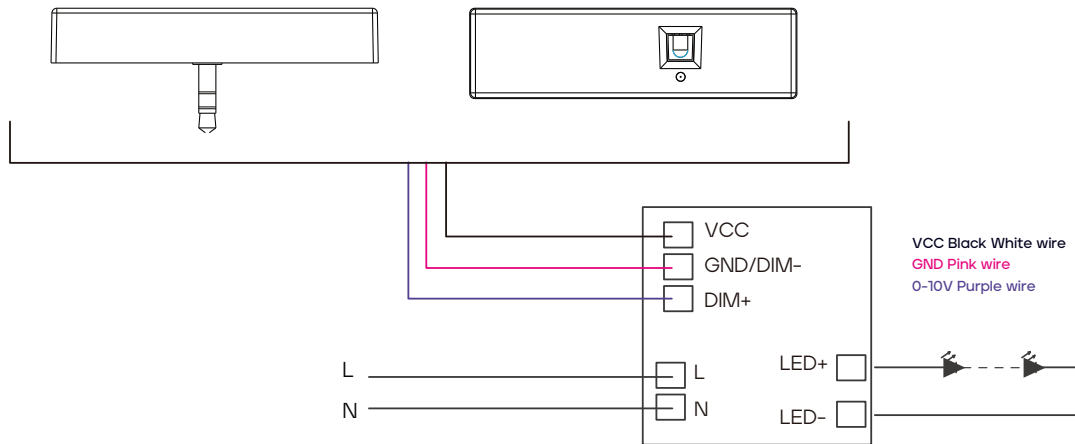 VCC
GND/DIM-
DIM+
VCC Black White wire
GND Pink wire
0-10V Purple wire
L
L
LED+
N
N
LED-